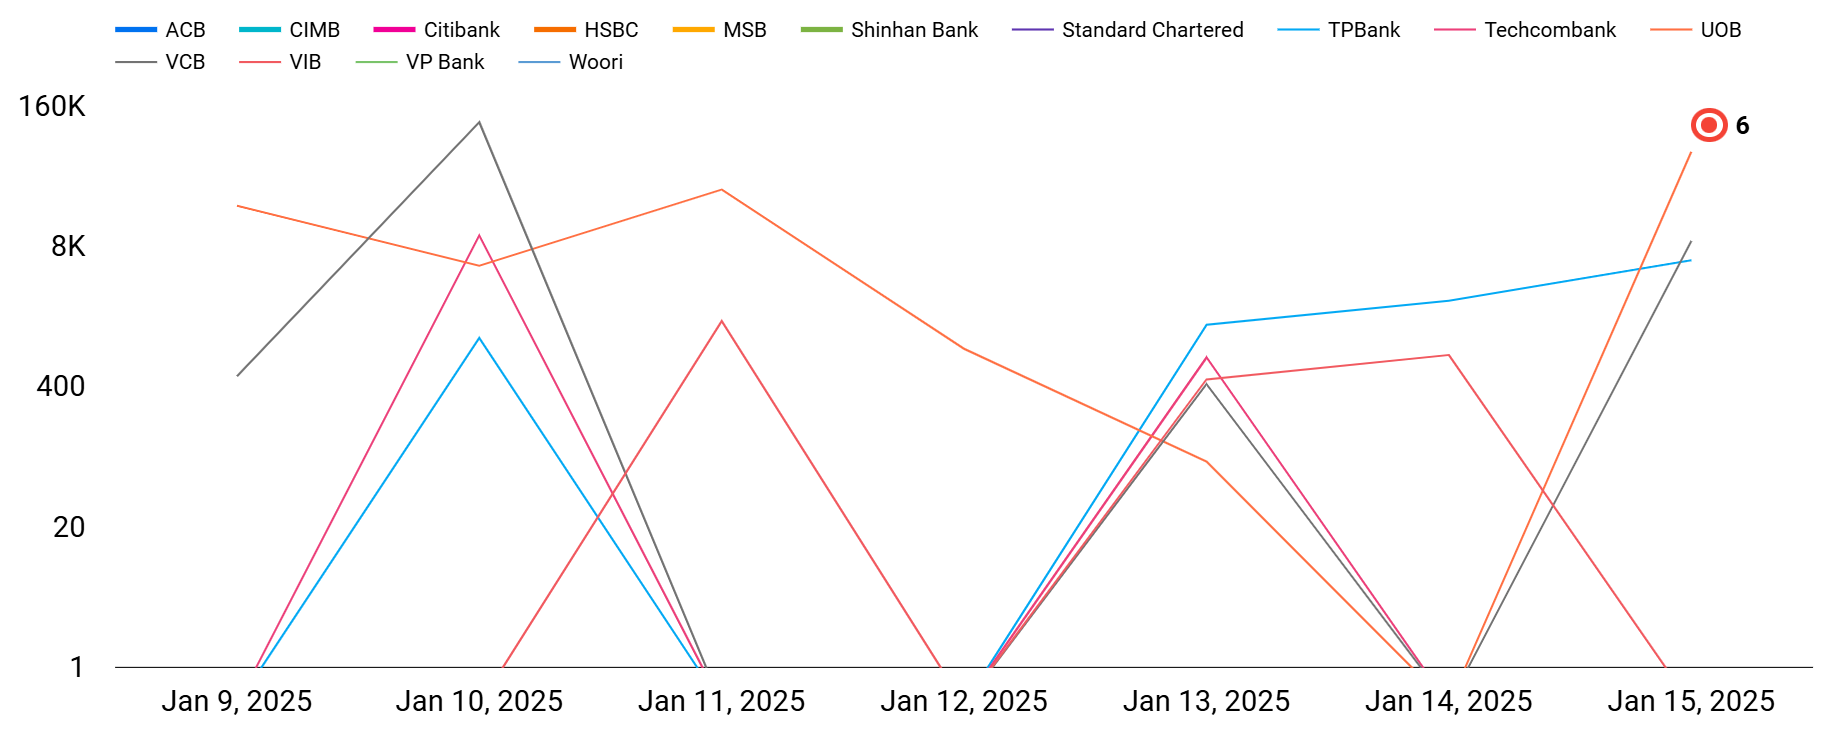 ACB CIMB Citibank HSBC MSB Shinhan Bank Standard Chartered TPBank Techcombank UOB
VCB VIB VP Bank Woori
160K
6
8K
400
20
1
Jan 9, 2025 Jan 10, 2025 Jan 11, 2025 Jan 12, 2025 Jan 13, 2025 Jan 14, 2025 Jan 15, 2025